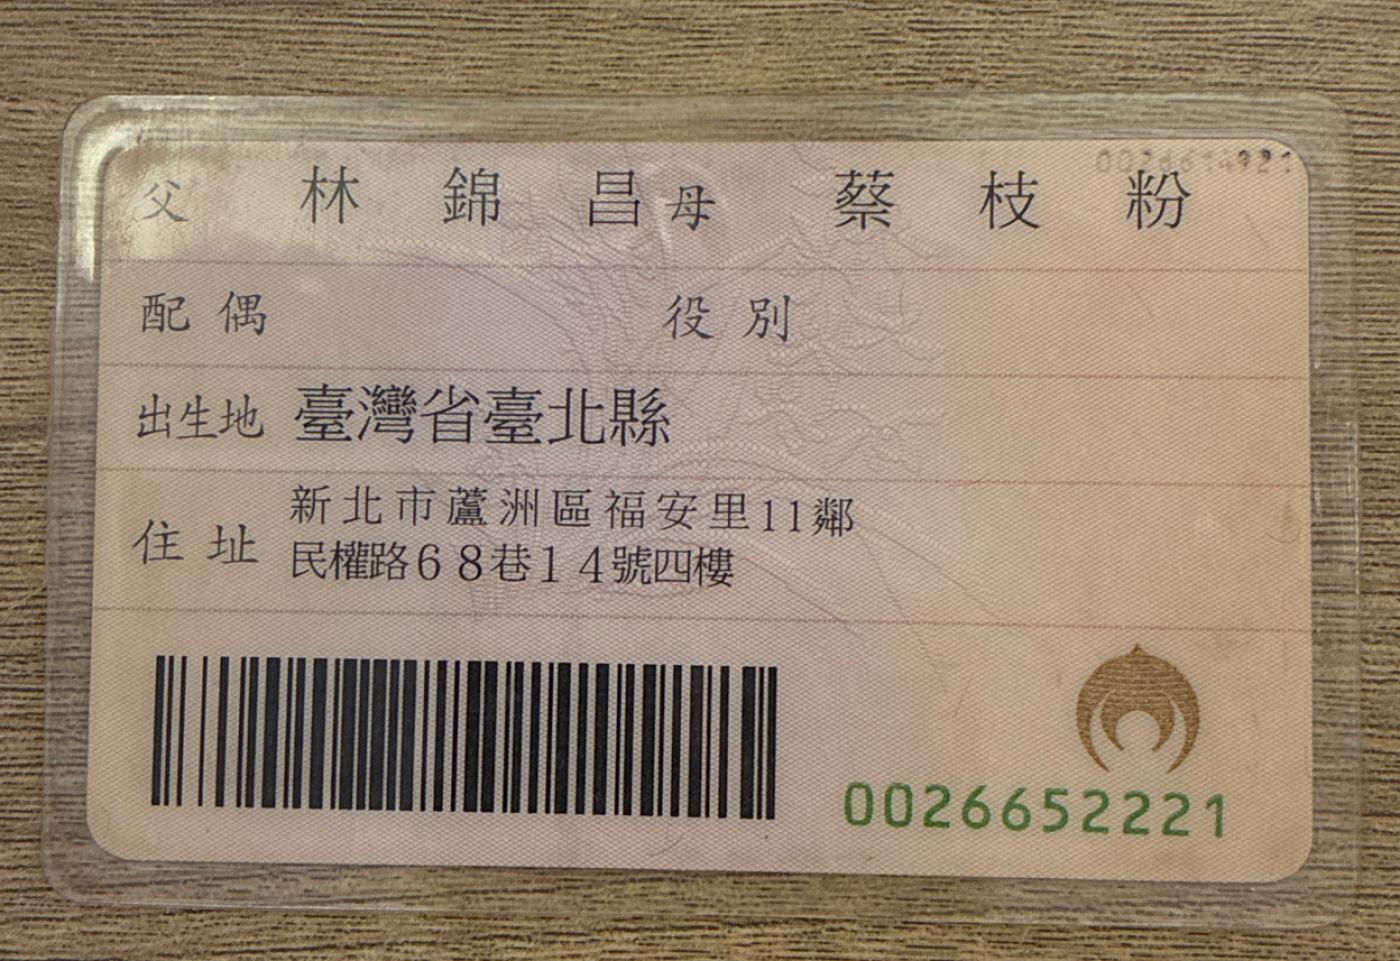 父 林錦昌 母 蔡枝粉
配偶 役別
出生地 臺灣省臺北縣
住址 新北市蘆洲區福安里11鄰
民權路68巷14號四樓
0026652221